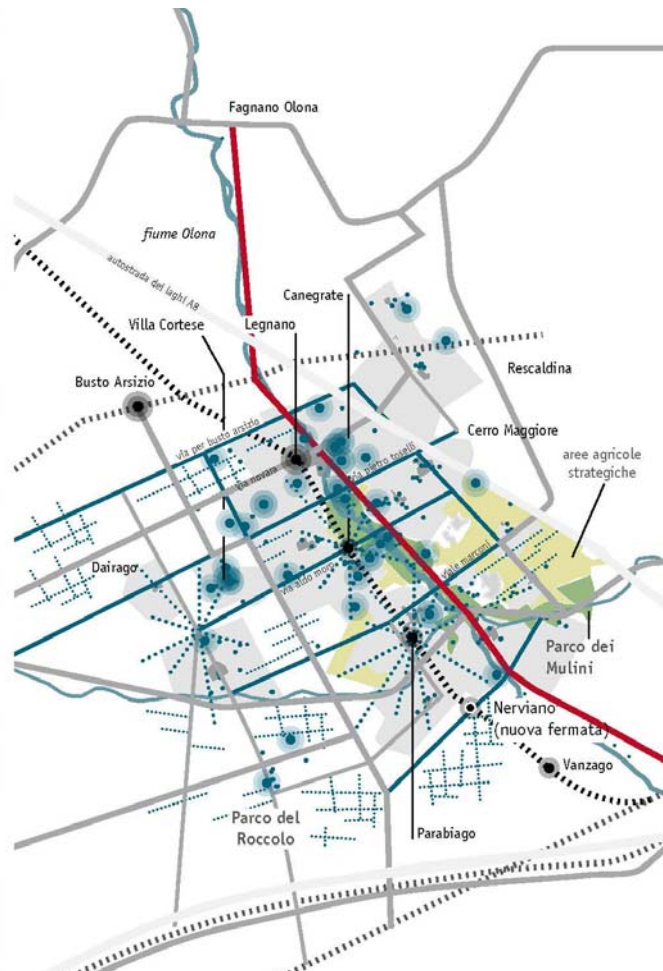 Fagnano Olona
fiume Olona
autostrada dei laghi A8
Canegrate
Villa Cortese
Legnano
Busto Arsizio
Rescaldina
via per busto arsizio
Cerro Maggiore
via novara
via pietro toselli
aree agricole
strategiche
Dairago
via aldo moro
viale marconi
Parco dei
Mulini
Nerviano
(nuova fermata)
Vanzago
Parco del
Roccolo
Parabiago